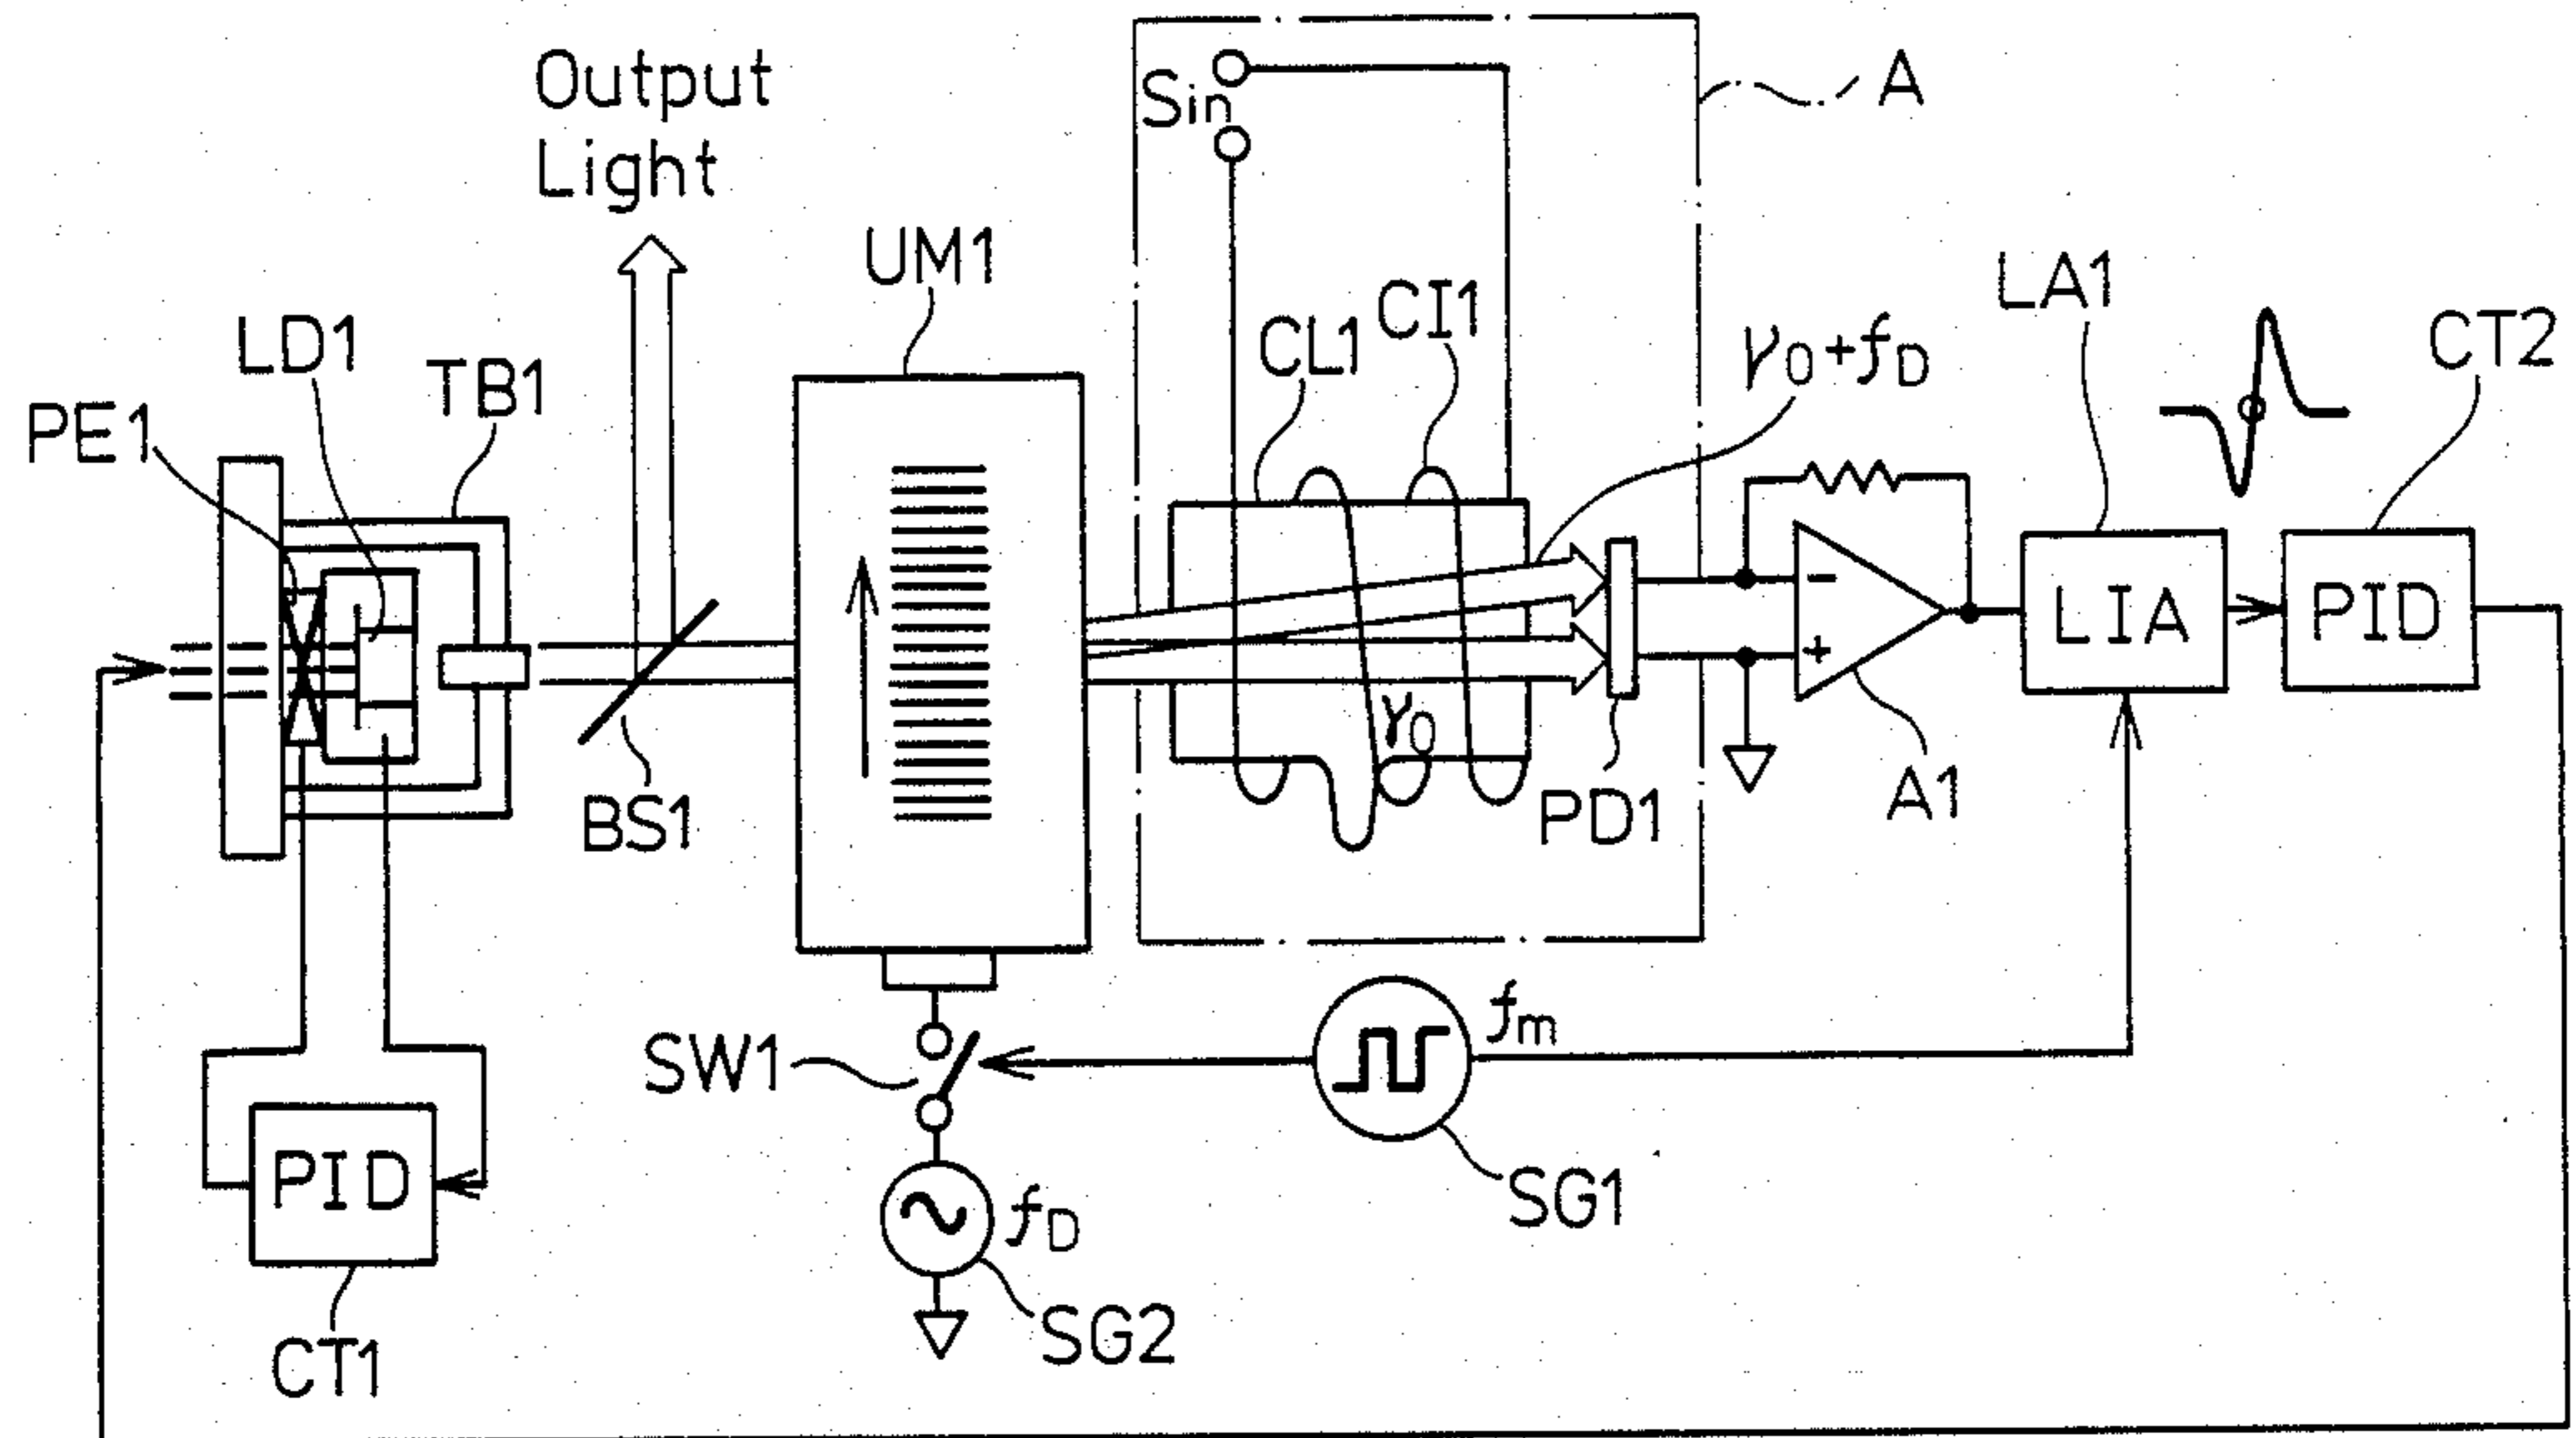 Output
Light
Sin
A
UM1
LD1
TB1
PE1
CL1
CI1
ν0+fD
LA1
CT2
LIA
PID
γ0
BS1
PD1
A1
SW1
fm
SG1
PID
fD
SG2
CT1